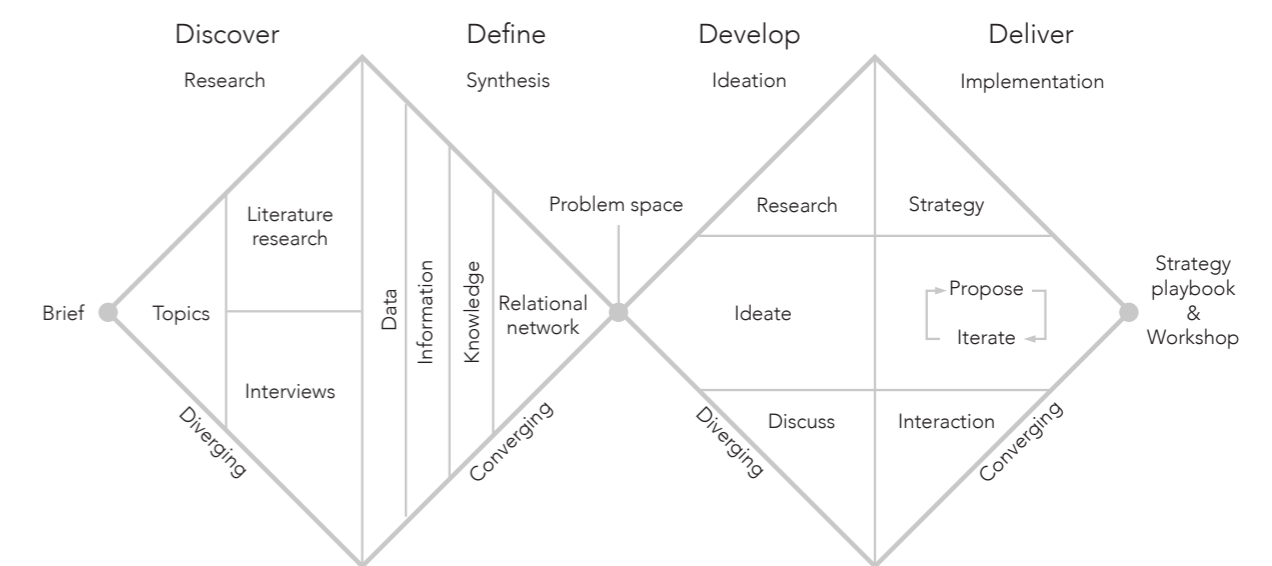 Discover
Define
Develop
Deliver
Research
Synthesis
Ideation
Implementation
Brief
Topics
Literature
research
Interviews
Diverging
Data
Information
Knowledge
Relational
network
Converging
Problem space
Research
Ideate
Discuss
Diverging
Strategy
Propose
Iterate
Interaction
Converging
Strategy
playbook
&
Workshop